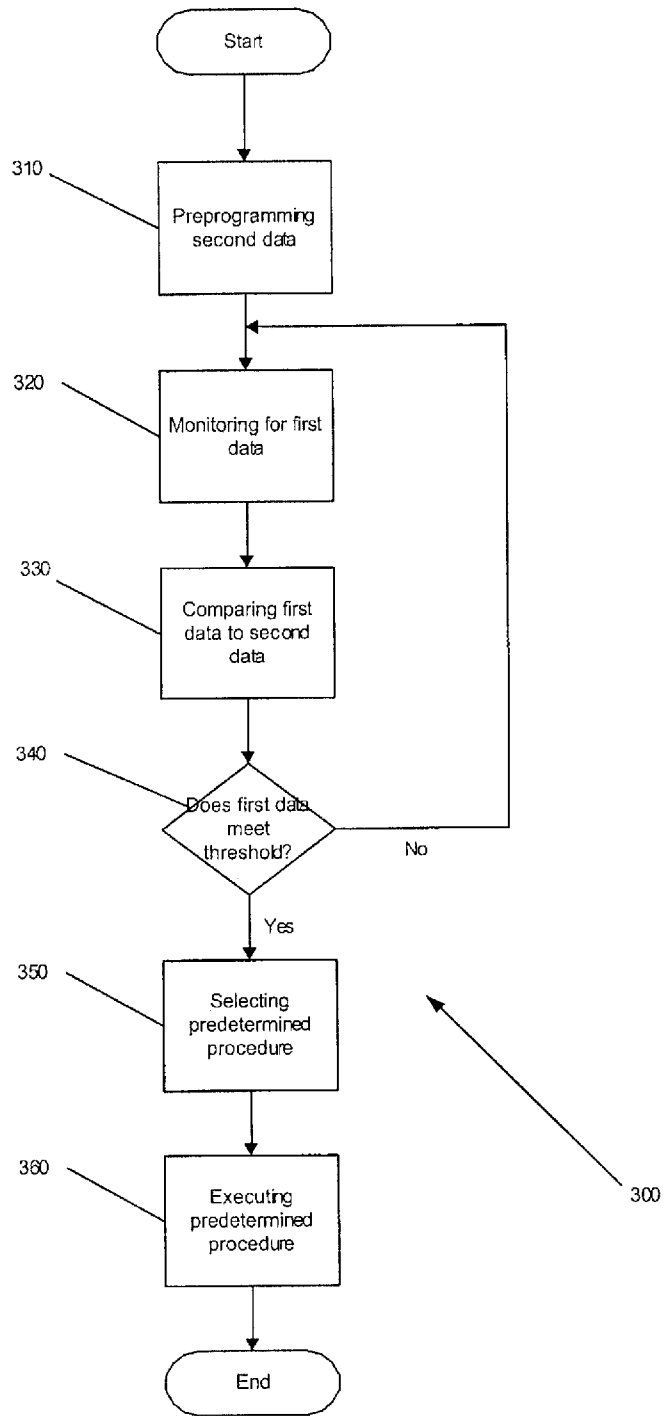 Start
310
Preprogramming
second data
320
Monitoring for first
data
330
Comparing first
data to second
data
340
Does first data
meet
threshold?
No
Yes
350
Selecting
predetermined
procedure
360
Executing
predetermined
procedure
300
End